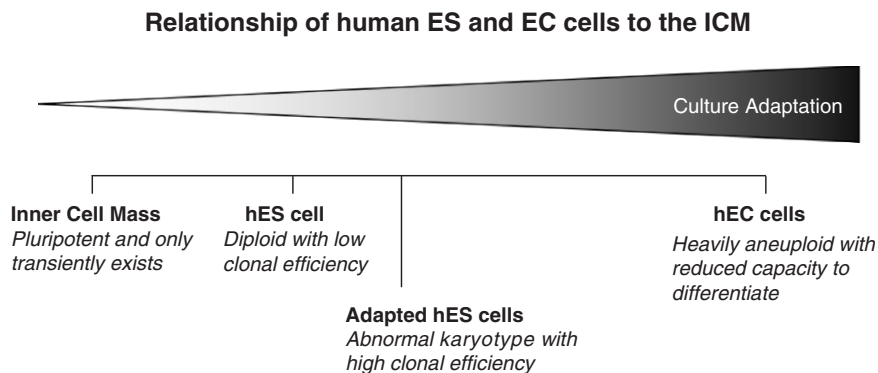 Relationship of human ES and EC cells to the ICM
Culture Adaptation
Inner Cell Mass
Pluripotent and only
transiently exists
hES cell
Diploid with low
clonal efficiency
Adapted hES cells
Abnormal karyotype with
high clonal efficiency
hEC cells
Heavily aneuploid with
reduced capacity to
differentiate